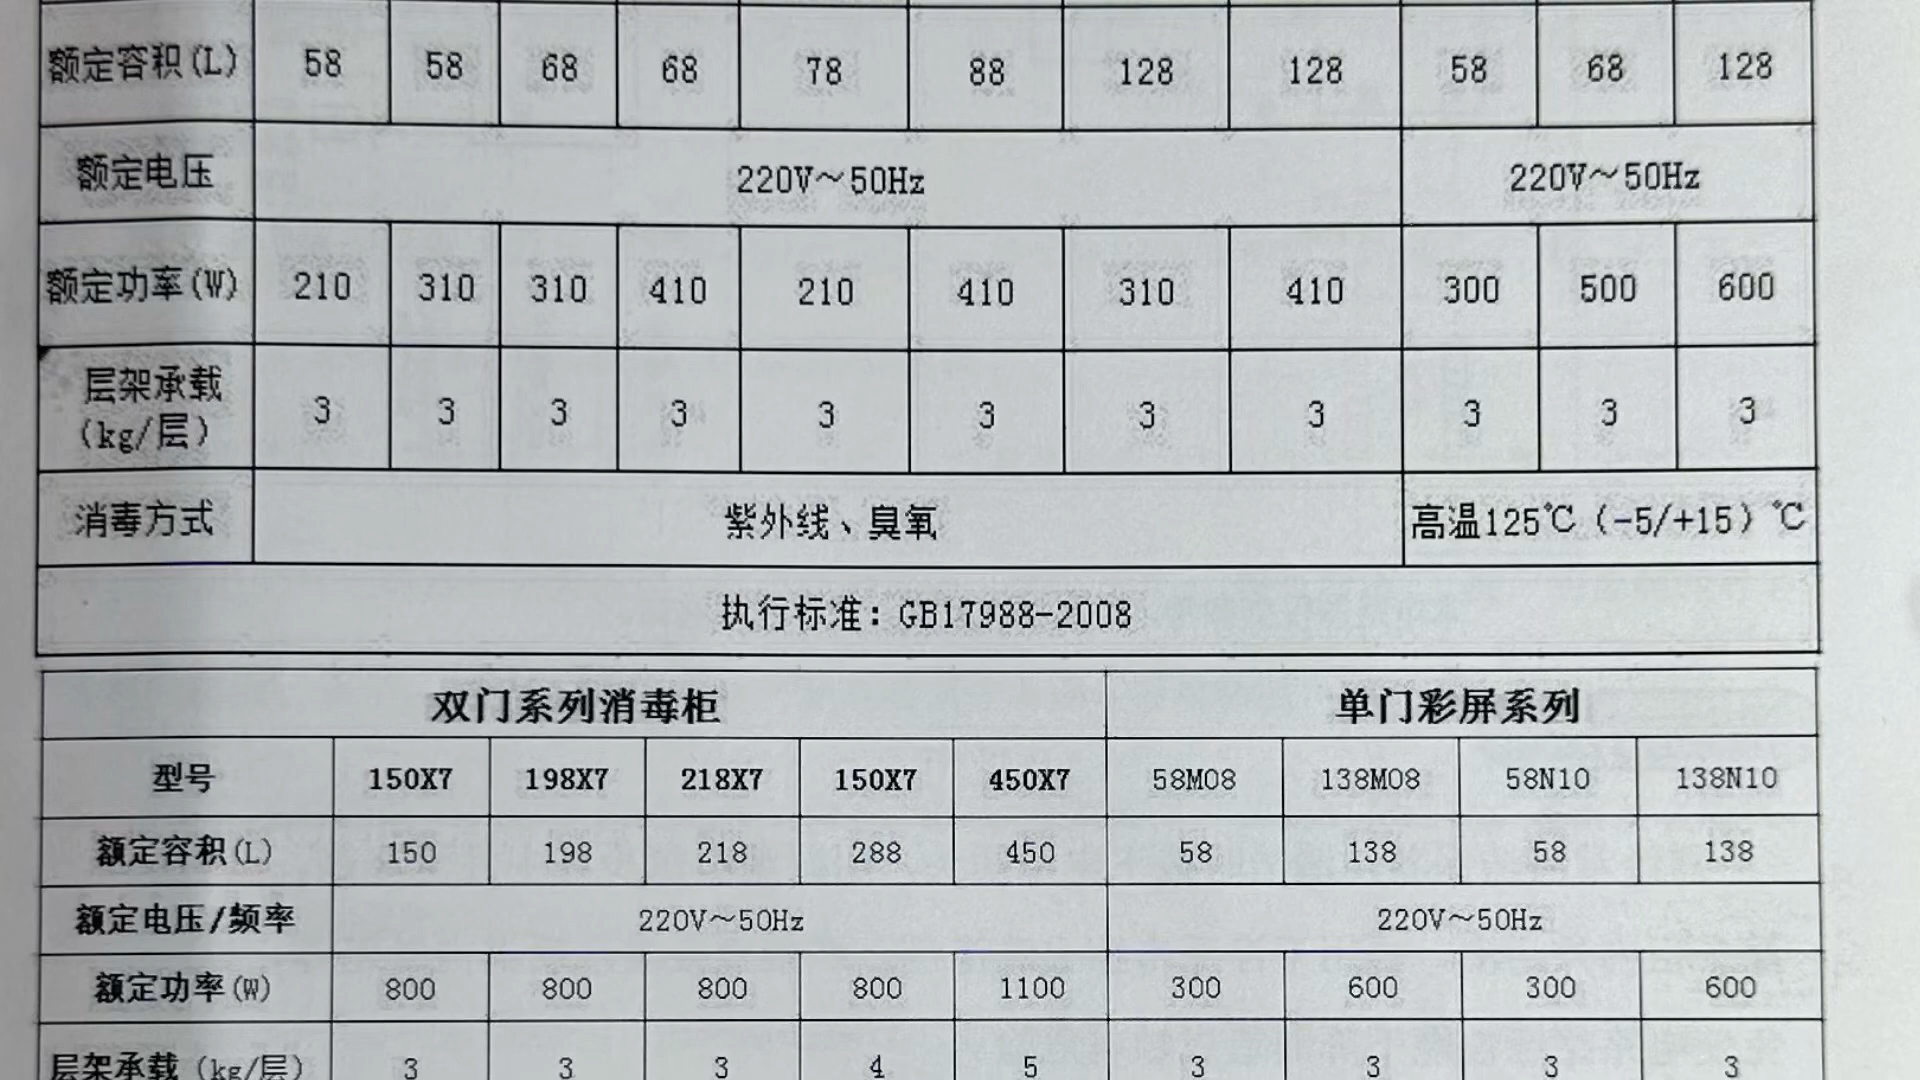 额定容积(L) 58 58 68 68 78 88 128 128 58 68 128
额定电压 220V～50Hz 220V～50Hz
额定功率(W) 210 310 310 410 210 410 310 410 300 500 600
层架承载
(kg/层) 3 3 3 3 3 3 3 3 3 3 3
消毒方式 紫外线、臭氧 高温125℃（-5/+15）℃
执行标准：GB17988-2008
双门系列消毒柜 单门彩屏系列
型号 150X7 198X7 218X7 150X7 450X7 58M08 138M08 58N10 138N10
额定容积(L) 150 198 218 288 450 58 138 58 138
额定电压/频率 220V～50Hz 220V～50Hz
额定功率(W) 800 800 800 800 1100 300 600 300 600
层架承载（kg/层） 3 3 3 4 5 3 3 3 3